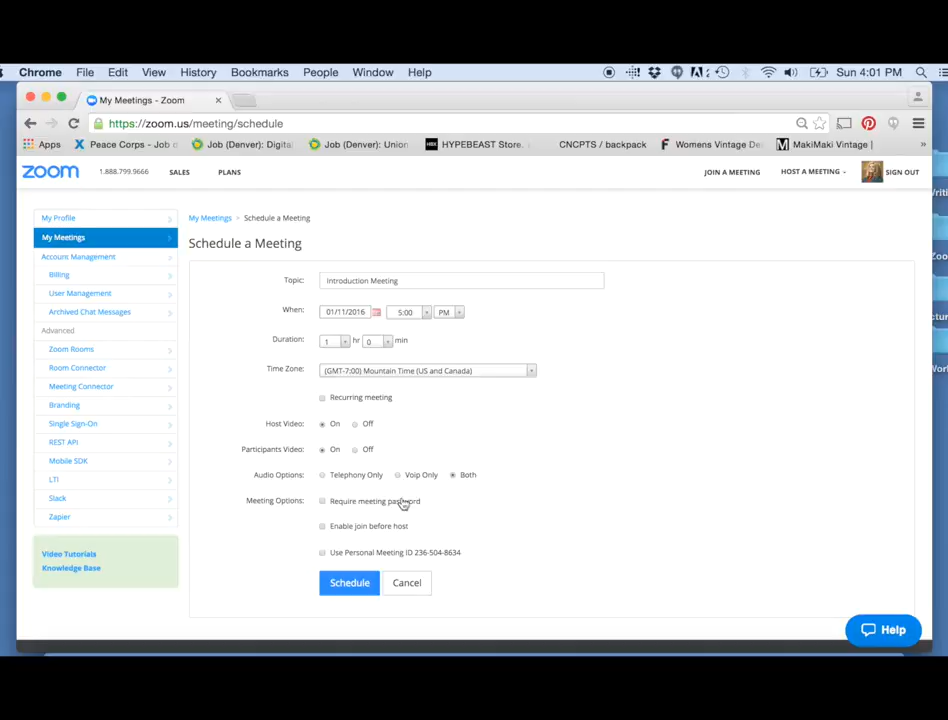 Chrome File Edit View History Bookmarks People Window Help Sun 4:01 PM
My Meetings - Zoom
https://zoom.us/meeting/schedule
Apps Peace Corps - Job Job (Denver): Digita Job (Denver): Union HYPEBEAST Store. CNCPTS / backpack Womens Vintage De MakiMaki Vintage | »
zoom 1.888.799.9666 SALES PLANS JOIN A MEETING HOST A MEETING SIGN OUT
My Profile
My Meetings
Account Management
Billing
User Management
Archived Chat Messages
Advanced
Zoom Rooms
Room Connector
Meeting Connector
Branding
Single Sign-On
REST API
Mobile SDK
LTI
Slack
Zapier
Video Tutorials
Knowledge Base
My Meetings > Schedule a Meeting
Schedule a Meeting
Topic: Introduction Meeting
When: 01/11/2016 5:00 PM
Duration: 1 hr 0 min
Time Zone: (GMT-7:00) Mountain Time (US and Canada)
Recurring meeting
Host Video: On Off
Participants Video: On Off
Audio Options: Telephony Only Voip Only Both
Meeting Options: Require meeting password
Enable join before host
Use Personal Meeting ID 236-504-8634
Schedule Cancel
Help